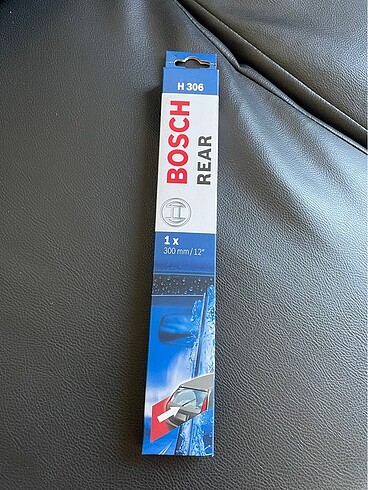 H 306
BOSCH
REAR
1 x
300 mm / 12"